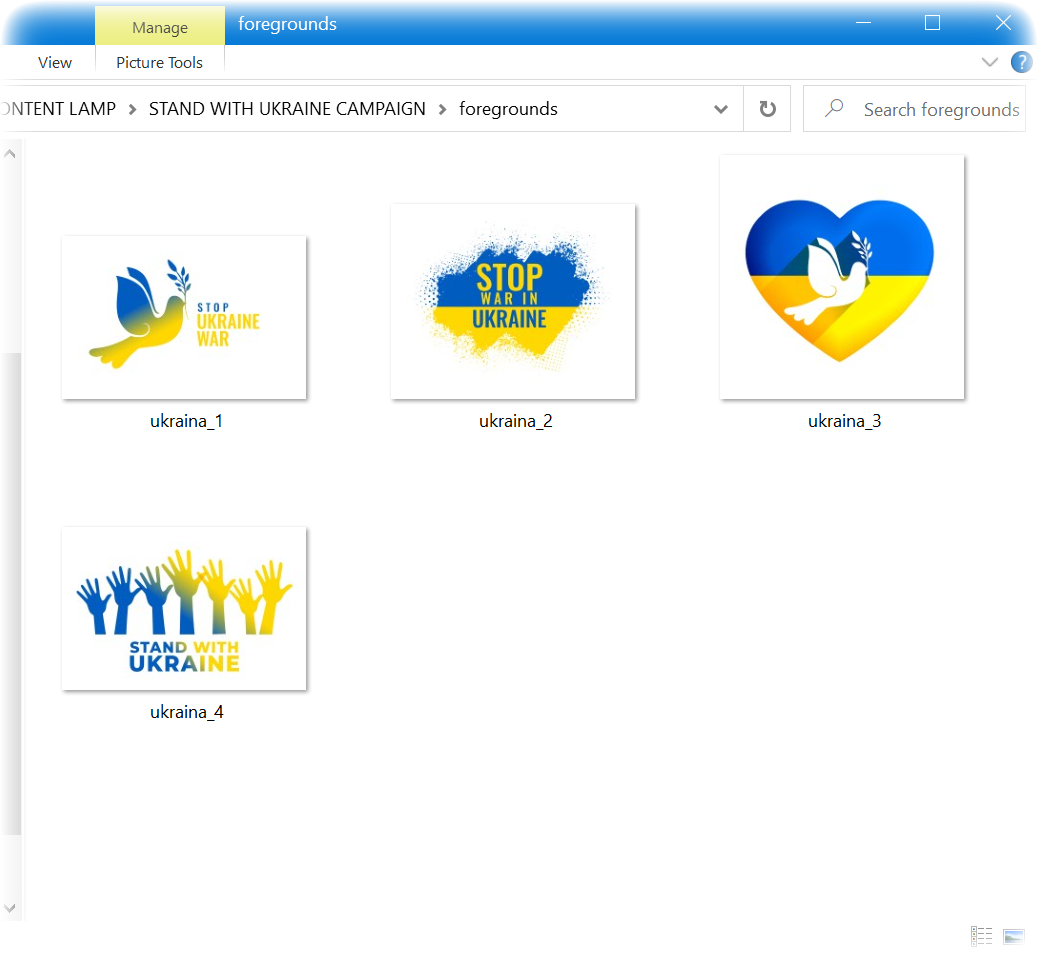 Manage
foregrounds
View
Picture Tools
?
ONTENT LAMP > STAND WITH UKRAINE CAMPAIGN > foregrounds
Search foregrounds
STOP
UKRAINE
WAR
ukraina_1
STOP
WAR IN
UKRAINE
ukraina_2
ukraina_3
STAND WITH
UKRAINE
ukraina_4